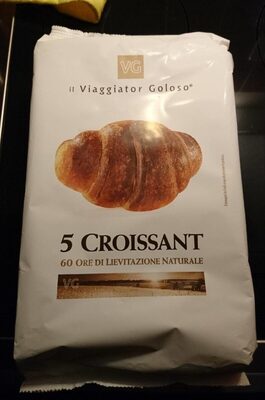 VG
il Viaggiator Goloso®
5 CROISSANT
60 ORE DI LIEVITAZIONE NATURALE
VG